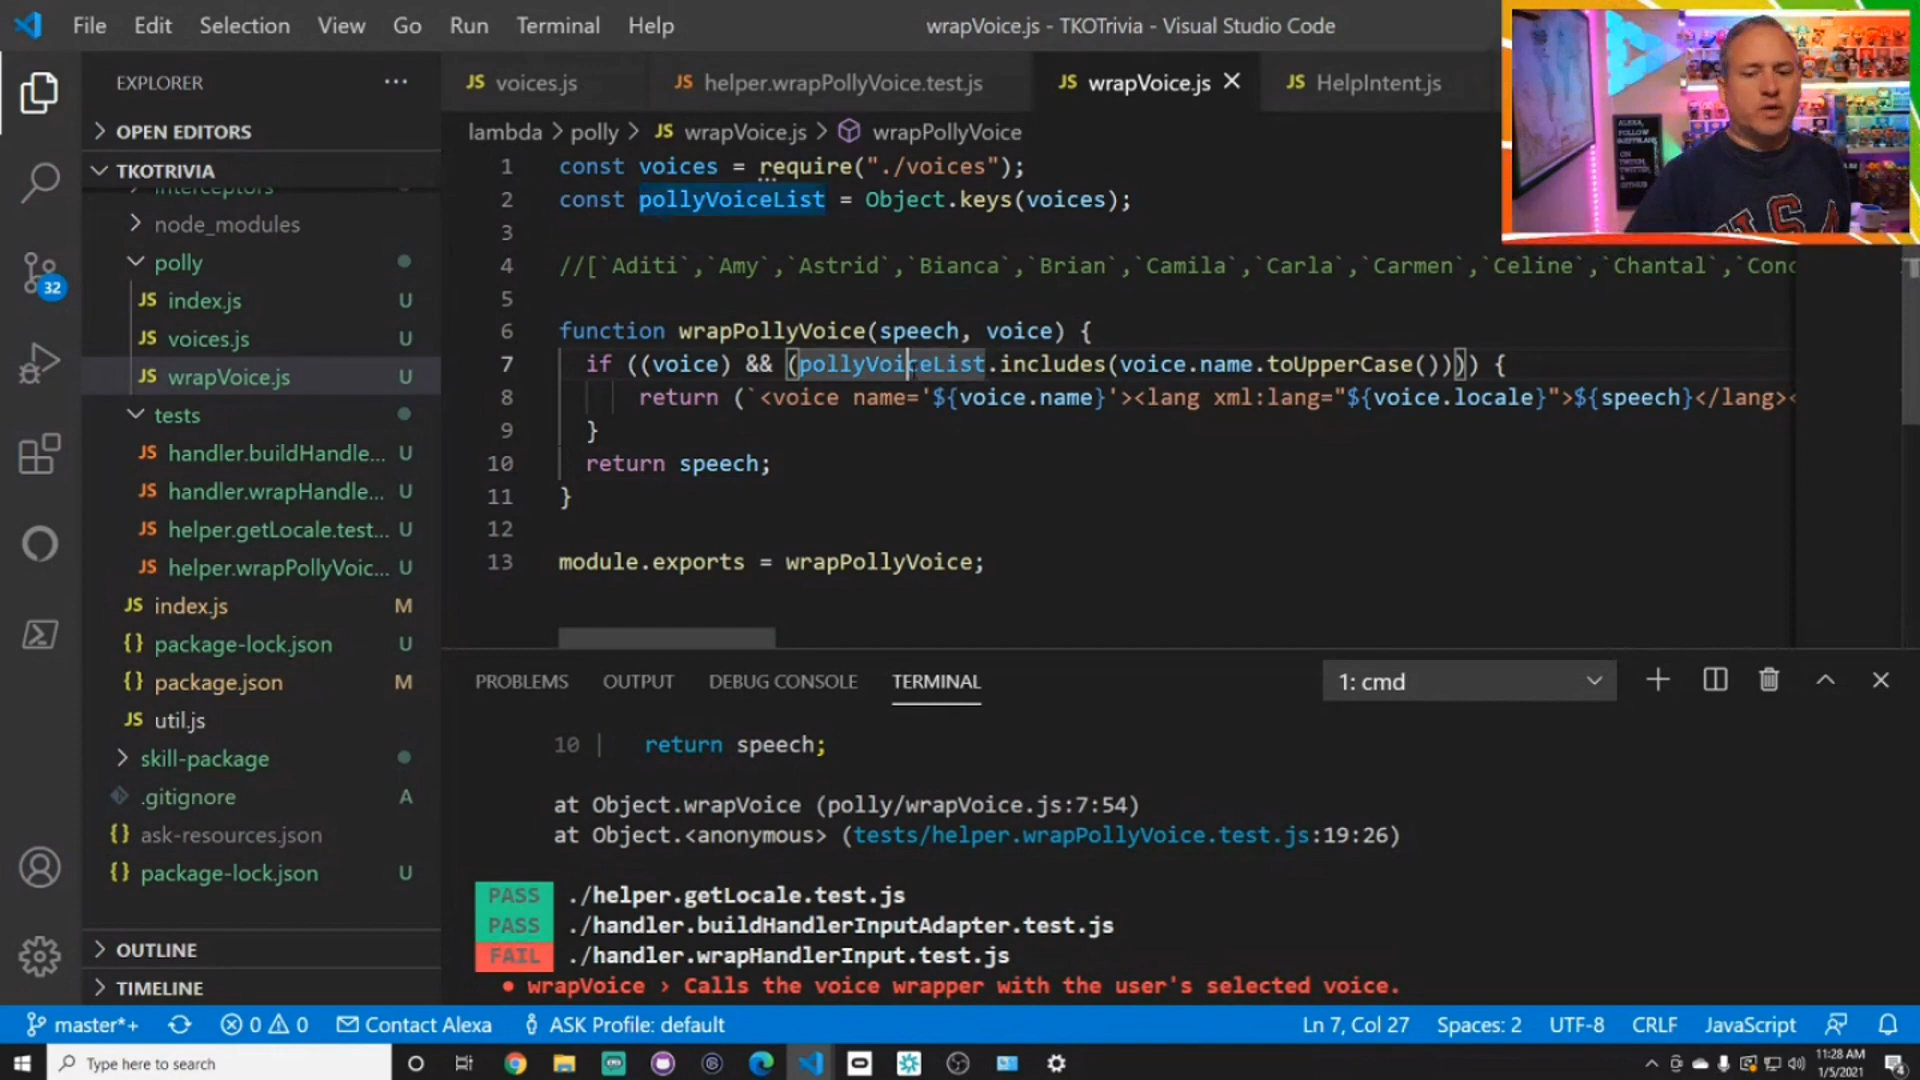 File Edit Selection View Go Run Terminal Help
wrapVoice.js - TKOTrivia - Visual Studio Code
EXPLORER
OPEN EDITORS
TKOTRIVIA
interceptors
node_modules
polly
index.js U
voices.js U
wrapVoice.js U
tests
handler.buildHandle... U
handler.wrapHandle... U
helper.getLocale.test... U
helper.wrapPollyVoic... U
index.js M
package-lock.json U
package.json M
util.js
skill-package
.gitignore A
ask-resources.json
package-lock.json U
OUTLINE
TIMELINE
32
JS voices.js JS helper.wrapPollyVoice.test.js JS wrapVoice.js JS HelpIntent.js
lambda > polly > JS wrapVoice.js > wrapPollyVoice
1 const voices = require("./voices");
2 const pollyVoiceList = Object.keys(voices);
3
4 //[`Aditi`,`Amy`,`Astrid`,`Bianca`,`Brian`,`Camila`,`Carla`,`Carmen`,`Celine`,`Chantal`,`Conc
5
6 function wrapPollyVoice(speech, voice) {
7 if ((voice) && (pollyVoiceList.includes(voice.name.toUpperCase()))) {
8 return (`<voice name='${voice.name}'><lang xml:lang="${voice.locale}">${speech}</lang><
9 }
10 return speech;
11 }
12
13 module.exports = wrapPollyVoice;
PROBLEMS OUTPUT DEBUG CONSOLE TERMINAL 1: cmd
10 | return speech;
at Object.wrapVoice (polly/wrapVoice.js:7:54)
at Object.<anonymous> (tests/helper.wrapPollyVoice.test.js:19:26)
PASS ./helper.getLocale.test.js
PASS ./handler.buildHandlerInputAdapter.test.js
FAIL ./handler.wrapHandlerInput.test.js
● wrapVoice › Calls the voice wrapper with the user's selected voice.
master*+ 0 0 Contact Alexa ASK Profile: default
Ln 7, Col 27 Spaces: 2 UTF-8 CRLF JavaScript
Type here to search
11:28 AM
1/5/2021
ALEXA,
FOLLOW
ON
TWITCH,
TWITTER,
&
GITHUB
USA